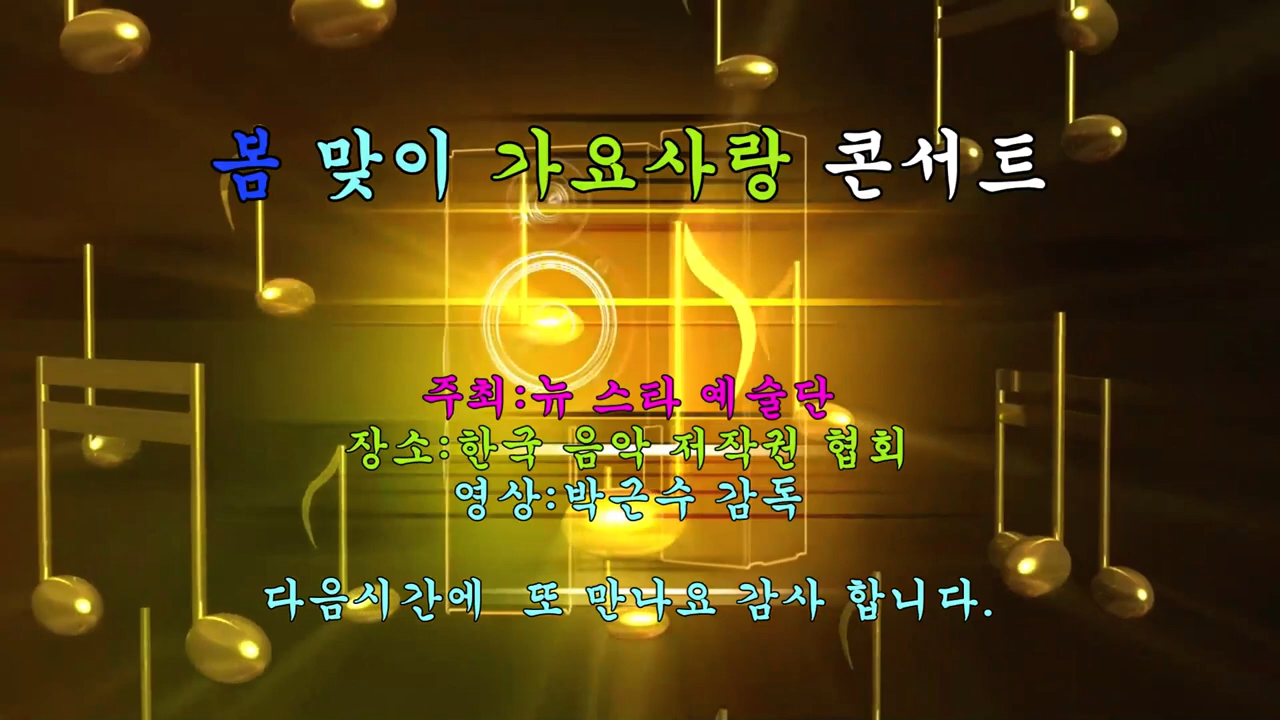 봄 맞이 가요사랑 콘서트
주최:뉴 스타 예술단
장소:한국 음악 저작권 협회
영상:박근수 감독
다음시간에 또 만나요 감사 합니다.